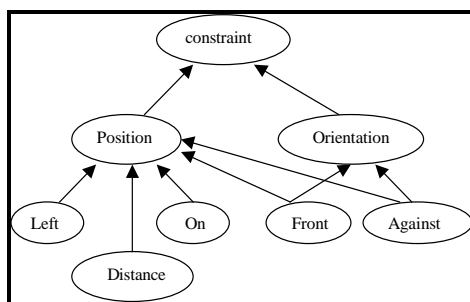 constraint
Position
Orientation
Left
On
Front
Against
Distance